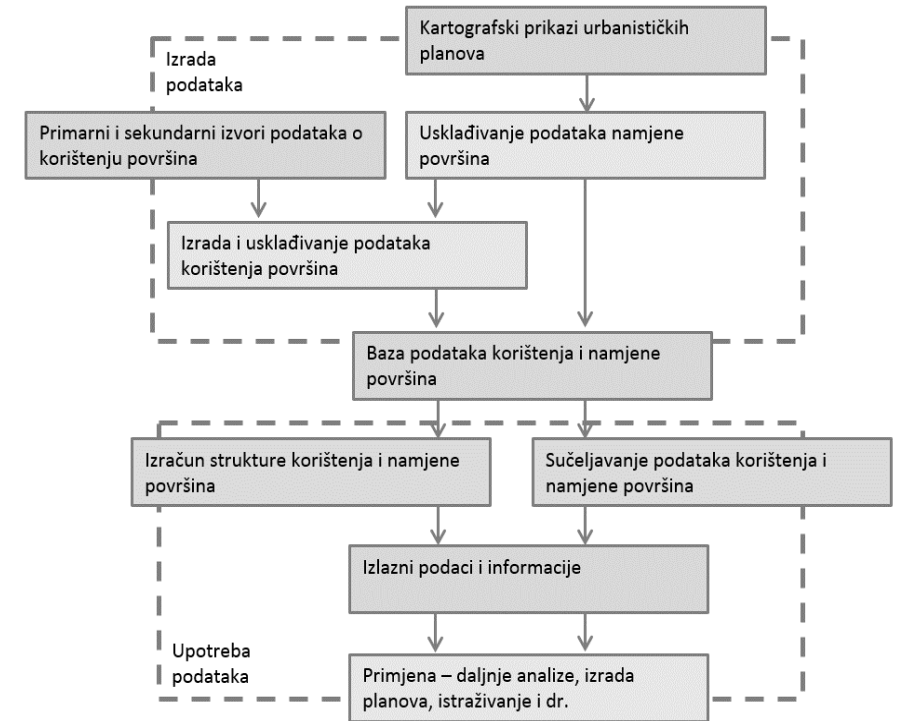 Kartografski prikazi urbanističkih
planova
Izrada
podataka
Primarni i sekundarni izvori podataka o
korištenju površina
Usklađivanje podataka namjene
površina
Izrada i usklađivanje podataka
korištenja površina
Baza podataka korištenja i namjene
površina
Izračun strukture korištenja i namjene
površina
Sučeljavanje podataka korištenja i
namjene površina
Izlazni podaci i informacije
Upotreba
podataka
Primjena – daljnje analize, izrada
planova, istraživanje i dr.